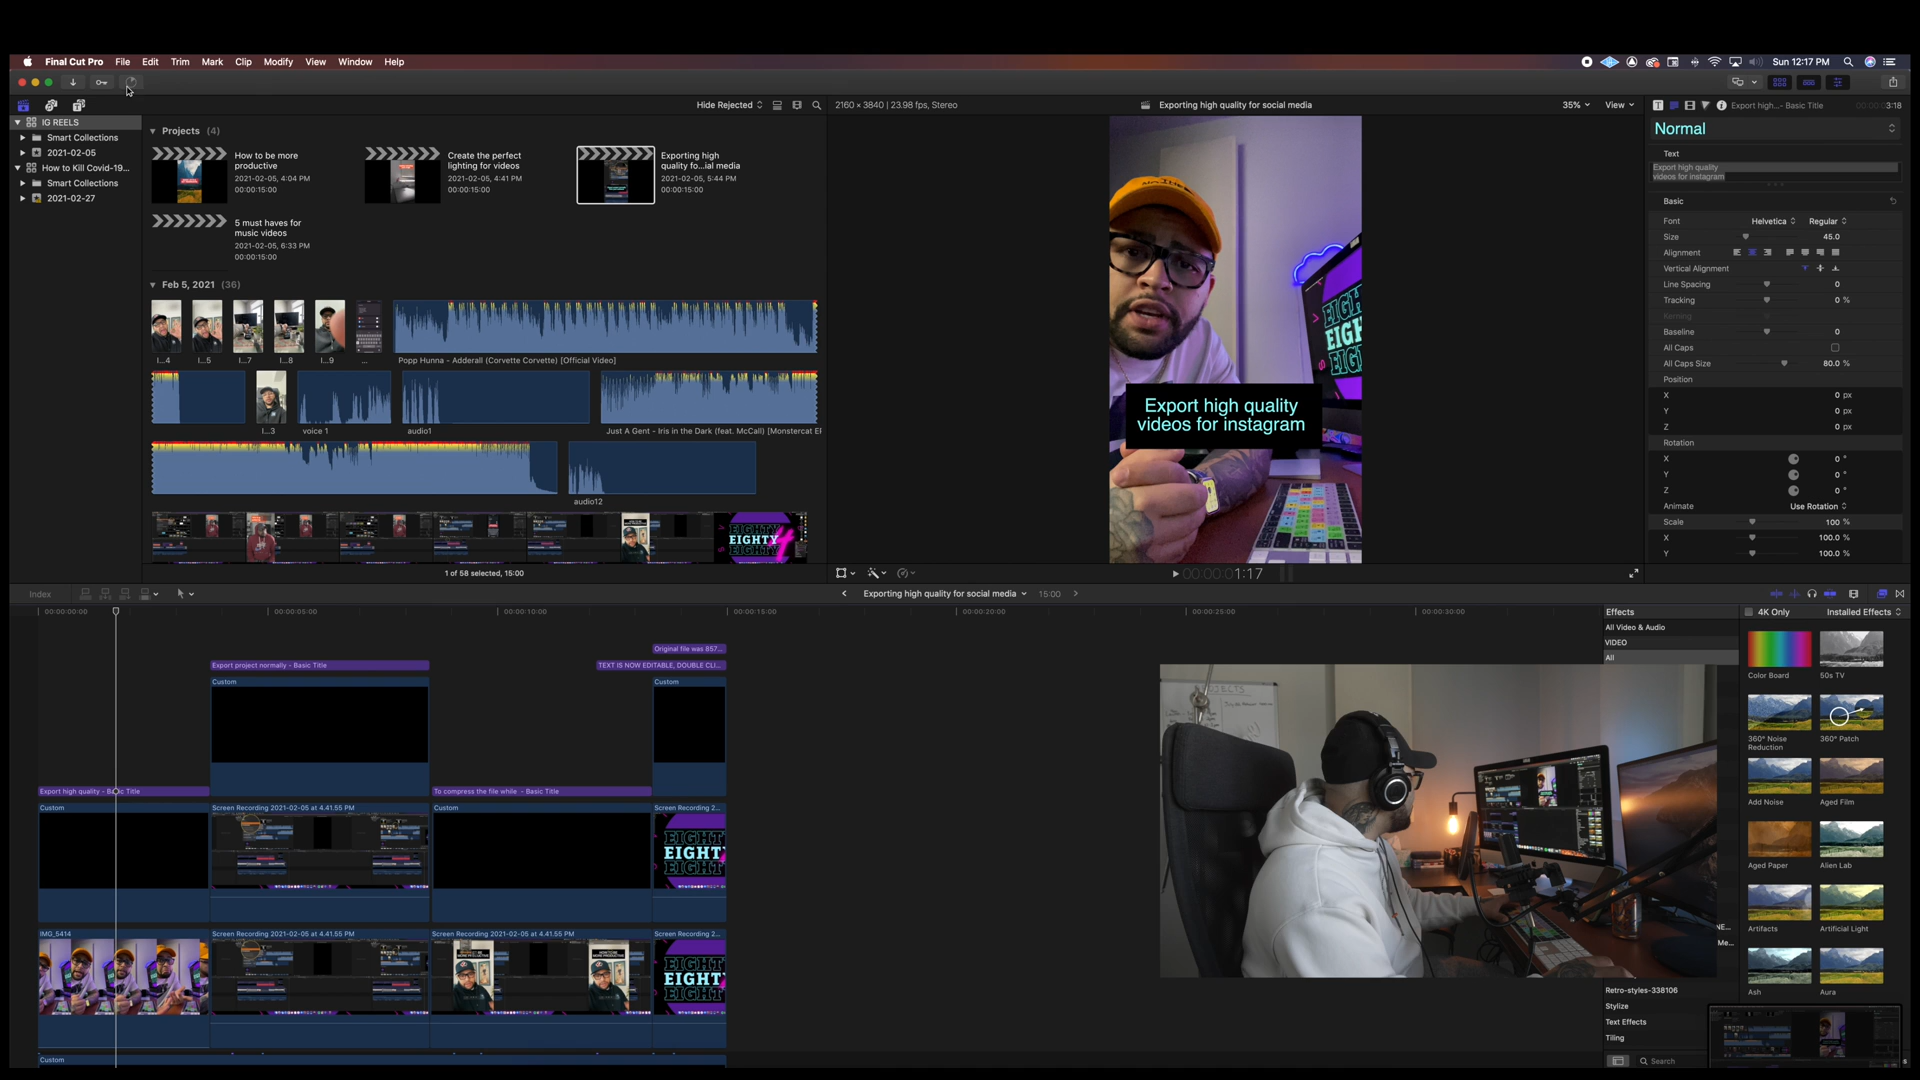 Final Cut Pro File Edit Trim Mark Clip Modify View Window Help
Sun 12:17 PM
Hide Rejected
2160 × 3840 | 23.98 fps, Stereo
Exporting high quality for social media
35%
View
Export high...- Basic Title
3:18
IG REELS
Smart Collections
2021-02-05
How to Kill Covid-19...
Smart Collections
2021-02-27
Projects (4)
How to be more
productive
2021-02-05, 4:04 PM
00:00:15:00
Create the perfect
lighting for videos
2021-02-05, 4:41 PM
00:00:15:00
Exporting high
quality fo...ial media
2021-02-05, 5:44 PM
00:00:15:00
5 must haves for
music videos
2021-02-05, 6:33 PM
00:00:15:00
Feb 5, 2021 (36)
I...4
I...5
I...7
I...8
I...9
...
Popp Hunna - Adderall (Corvette Corvette) [Official Video]
I...3
voice 1
audio1
Just A Gent - Iris in the Dark (feat. McCall) [Monstercat EP
audio12
EIGHTY
EIGHTY
EIGHTY
1 of 58 selected, 15:00
Export high quality
videos for instagram
1:17
Normal
Text
Export high quality
videos for instagram
Basic
Font Helvetica Regular
Size 45.0
Alignment
Vertical Alignment
Line Spacing 0
Tracking 0 %
Kerning
Baseline 0
All Caps
All Caps Size 80.0 %
Position
X 0 px
Y 0 px
Z 0 px
Rotation
X 0 °
Y 0 °
Z 0 °
Animate Use Rotation
Scale 100 %
X 100.0 %
Y 100.0 %
Index
Exporting high quality for social media
15:00
00:00:00:00
00:00:05:00
00:00:10:00
00:00:15:00
00:00:20:00
00:00:25:00
00:00:30:00
Original file was 857...
Export project normally - Basic Title
TEXT IS NOW EDITABLE, DOUBLE CLI...
Custom
Custom
Export high quality - Basic Title
To compress the file while - Basic Title
Custom
Screen Recording 2021-02-05 at 4.41.55 PM
Custom
Screen Recording 2...
EIGHTY
EIGHTY
EIGHTY
IMG_5414
Screen Recording 2021-02-05 at 4.41.55 PM
Screen Recording 2021-02-05 at 4.41.55 PM
Screen Recording 2...
EIGHTY
EIGHTY
EIGHTY
Custom
Effects
4K Only
Installed Effects
All Video & Audio
VIDEO
All
Color Board
50s TV
360° Noise
Reduction
360° Patch
Add Noise
Aged Film
Aged Paper
Alien Lab
Artifacts
Artificial Light
Ash
Aura
Retro-styles-338106
Stylize
Text Effects
Tiling
Search